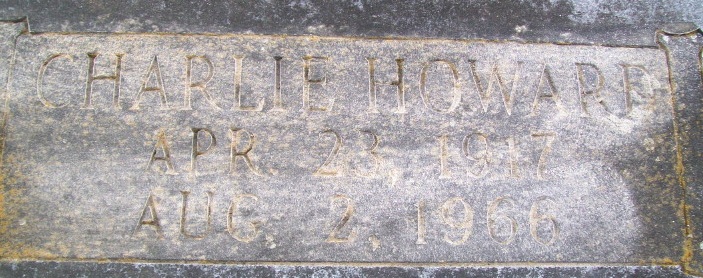 CHARLIE HOWARD
APR. 23, 1917
AUG. 2, 1966